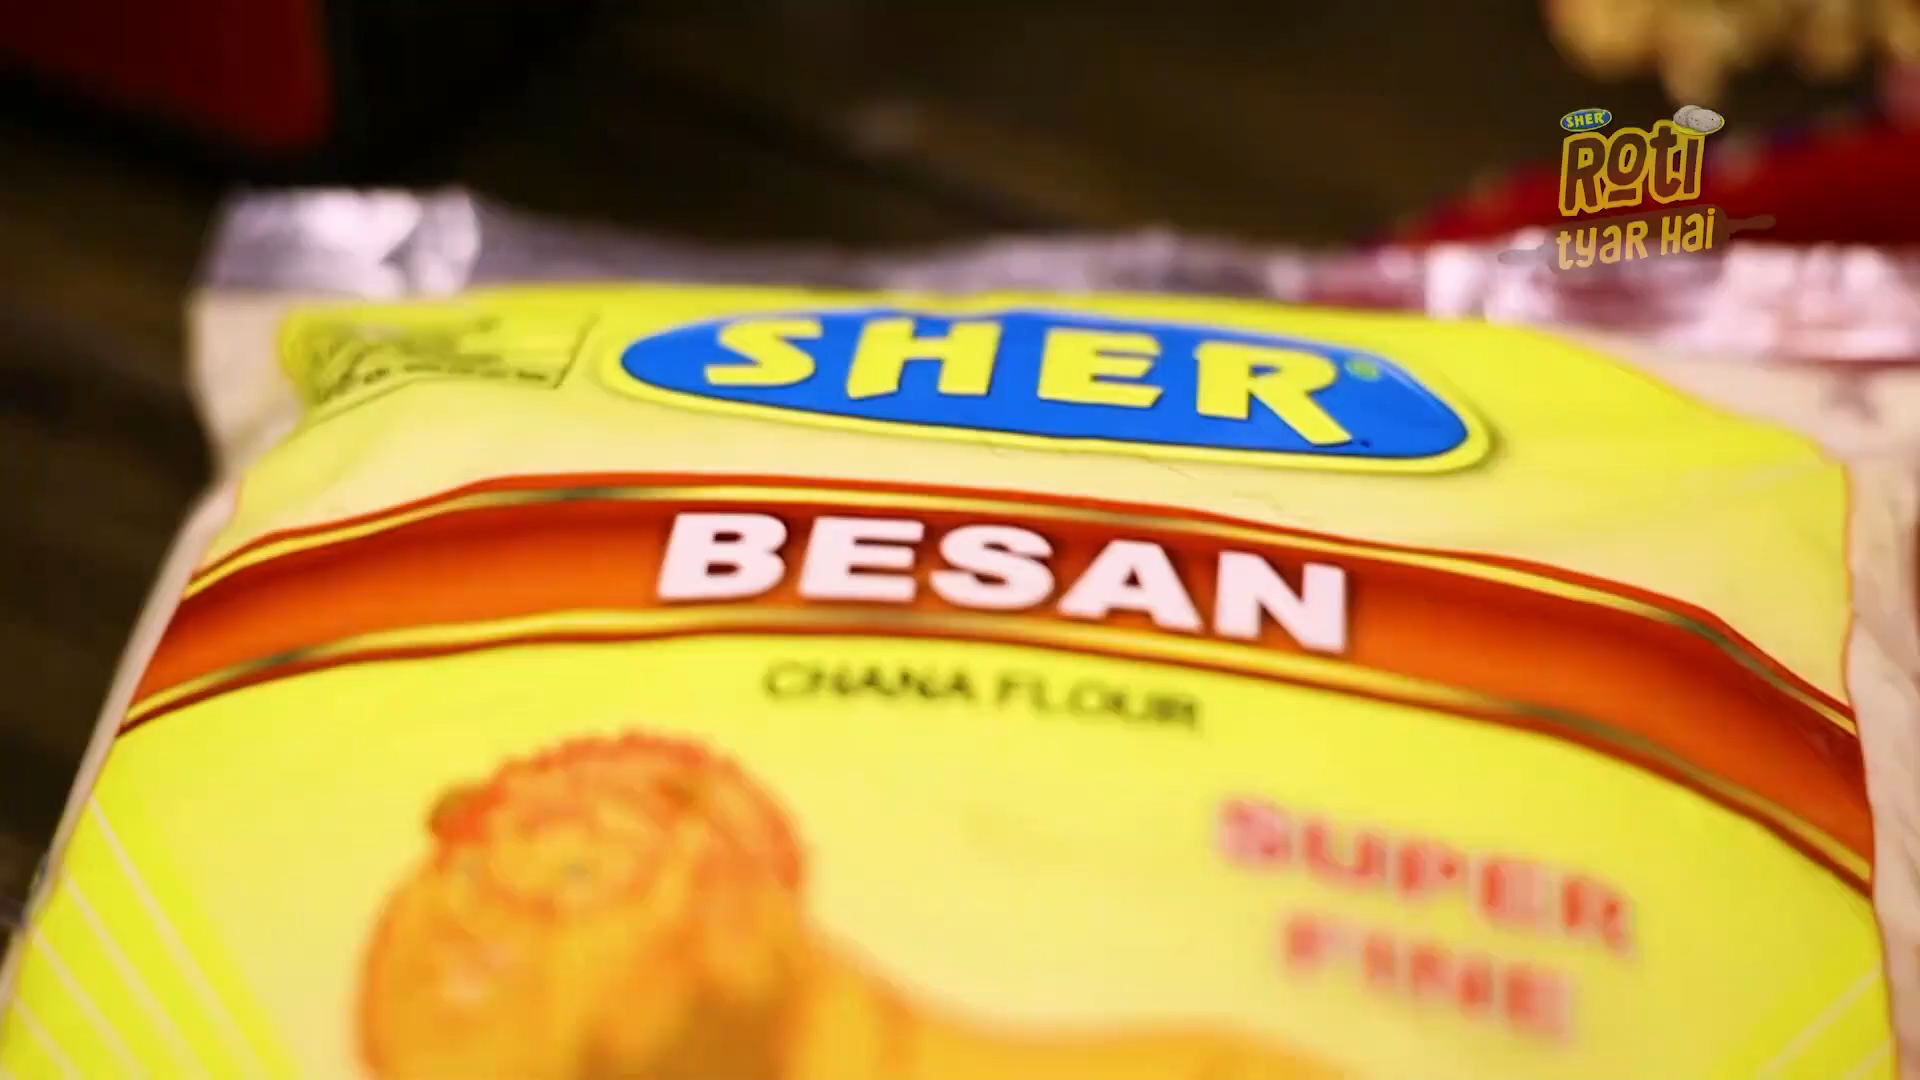 SHER
Roti
tyaR Hai
SHER
BESAN
CHANA FLOUR
SUPER
FINE